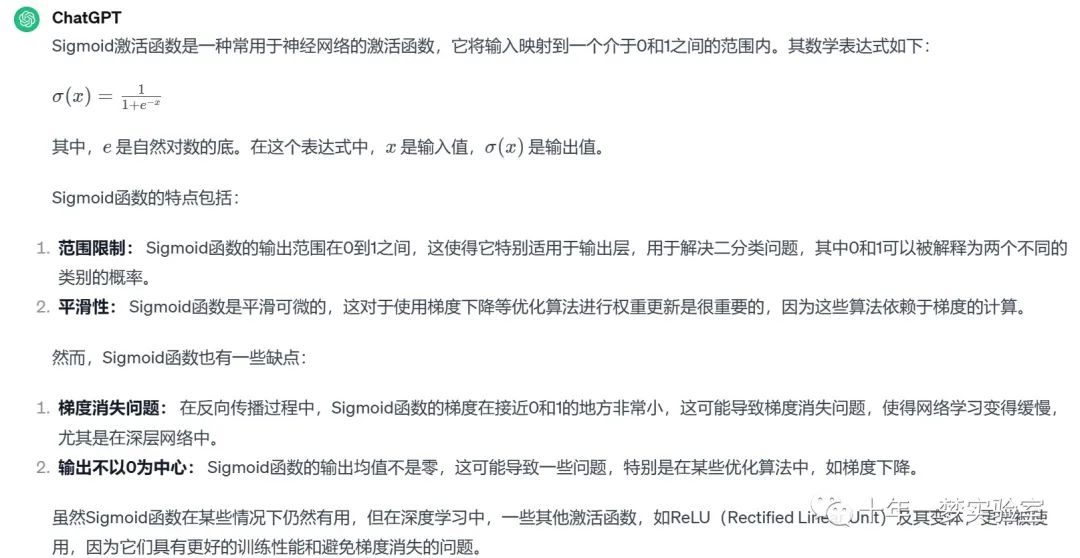 ChatGPT
Sigmoid激活函数是一种常用于神经网络的激活函数，它将输入映射到一个介于0和1之间的范围内。其数学表达式如下：
σ(x) = 1/(1+e^{-x})
其中，e 是自然对数的底。在这个表达式中，x 是输入值，σ(x) 是输出值。
Sigmoid函数的特点包括：
1. 范围限制： Sigmoid函数的输出范围在0到1之间，这使得它特别适用于输出层，用于解决二分类问题，其中0和1可以被解释为两个不同的
类别的概率。
2. 平滑性： Sigmoid函数是平滑可微的，这对于使用梯度下降等优化算法进行权重更新是很重要的，因为这些算法依赖于梯度的计算。
然而，Sigmoid函数也有一些缺点：
1. 梯度消失问题： 在反向传播过程中，Sigmoid函数的梯度在接近0和1的地方非常小，这可能导致梯度消失问题，使得网络学习变得缓慢，
尤其是在深层网络中。
2. 输出不以0为中心： Sigmoid函数的输出均值不是零，这可能导致一些问题，特别是在某些优化算法中，如梯度下降。
虽然Sigmoid函数在某些情况下仍然有用，但在深度学习中，一些其他激活函数，如ReLU（Rectified Linear Unit）及其变体，更常被使
用，因为它们具有更好的训练性能和避免梯度消失的问题。
十年一梦实验室